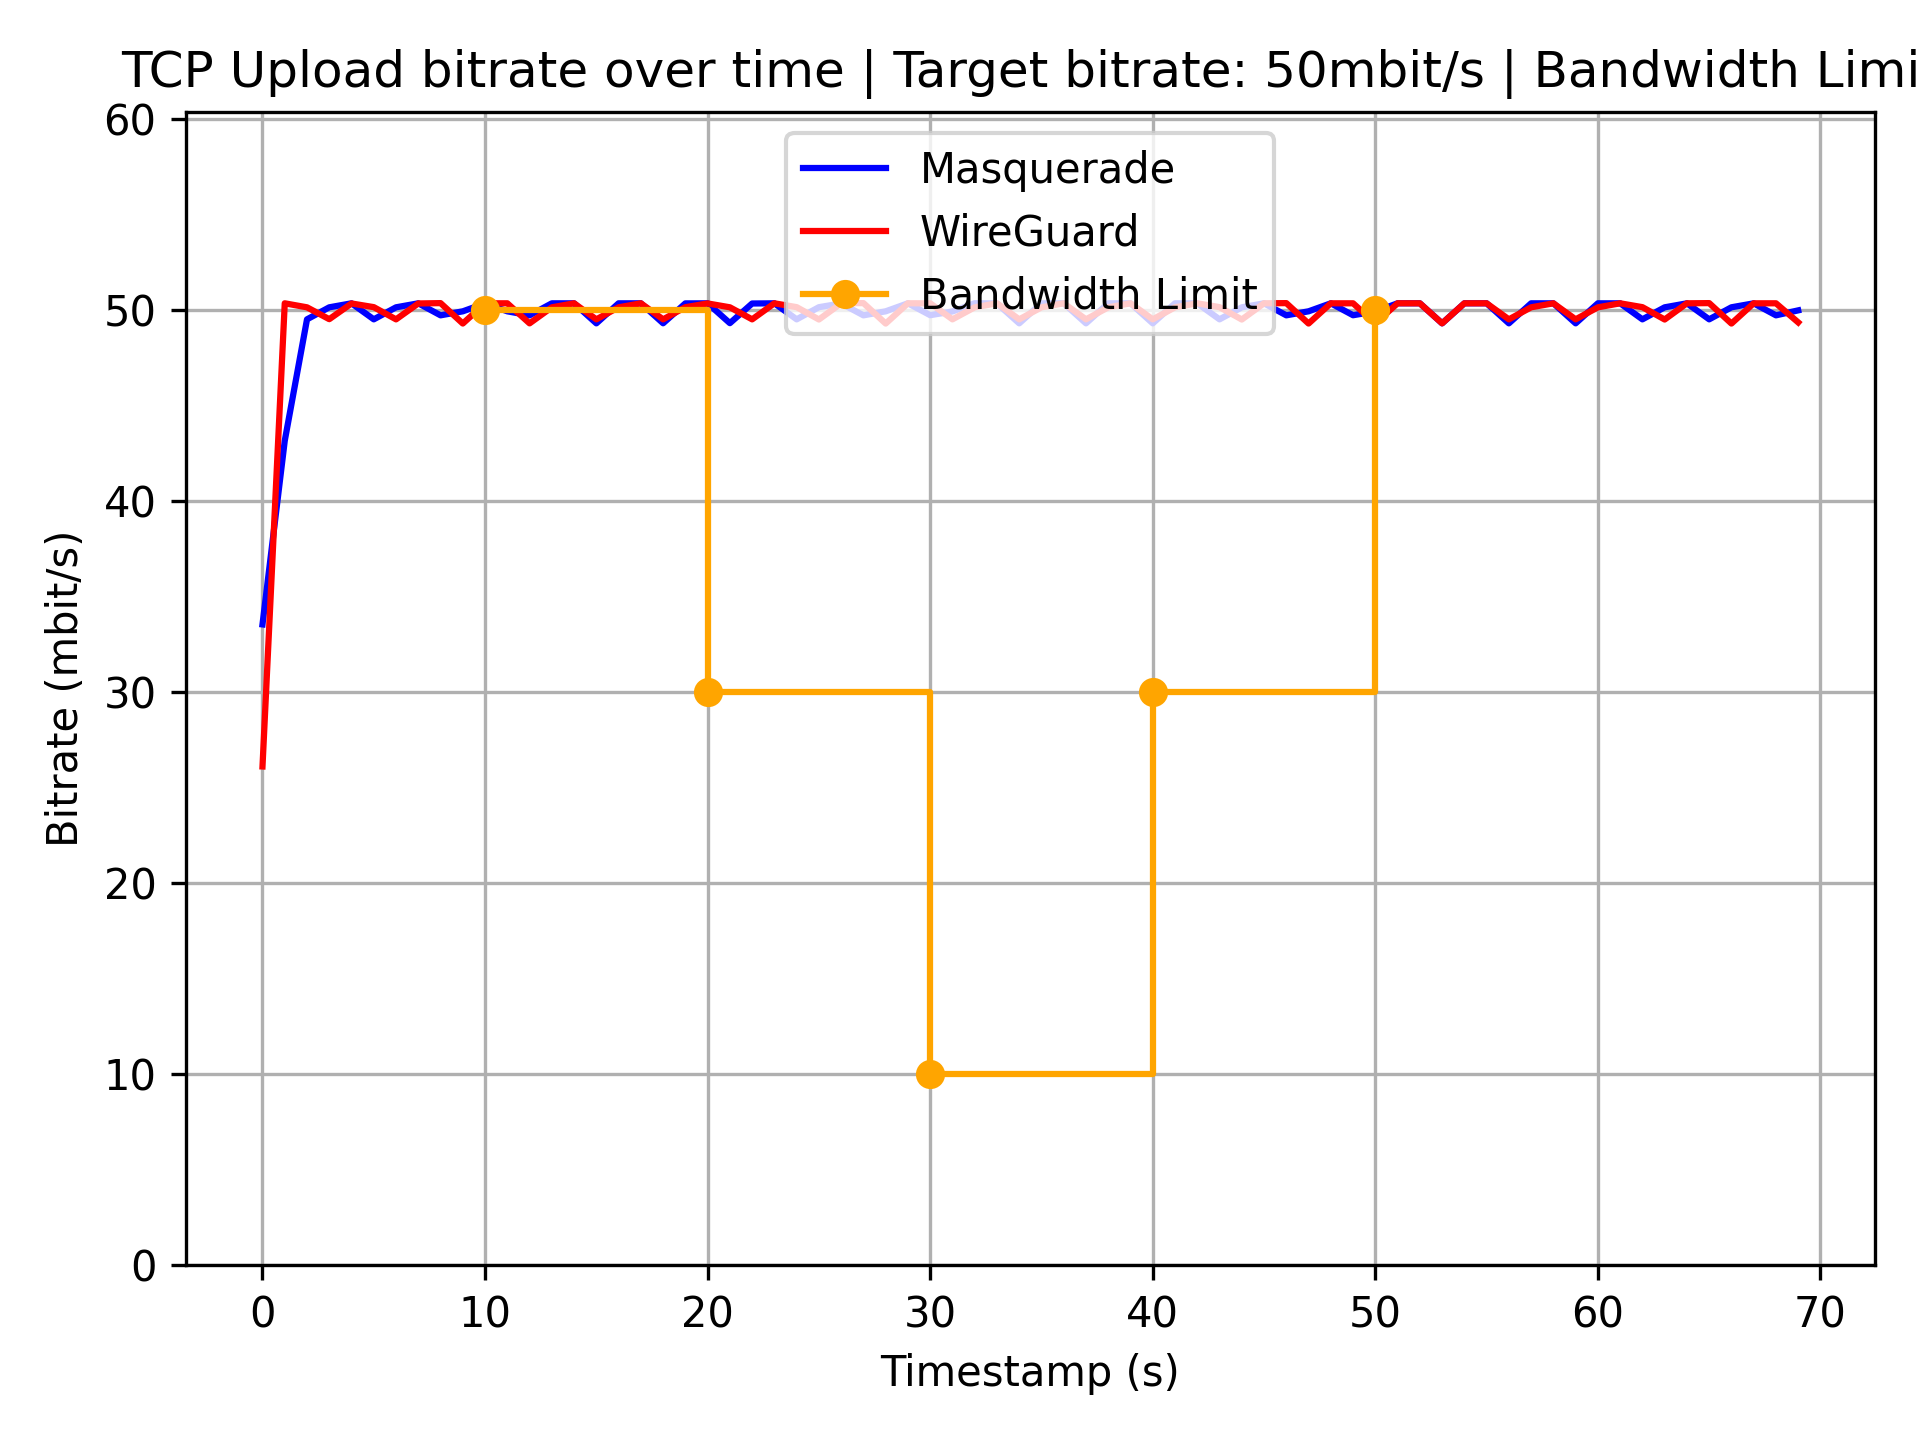 TCP Upload bitrate over time | Target bitrate: 50mbit/s | Bandwidth Limi
Masquerade
WireGuard
Bandwidth Limit
60
50
40
30
20
10
0
Bitrate (mbit/s)
0 10 20 30 40 50 60 70
Timestamp (s)